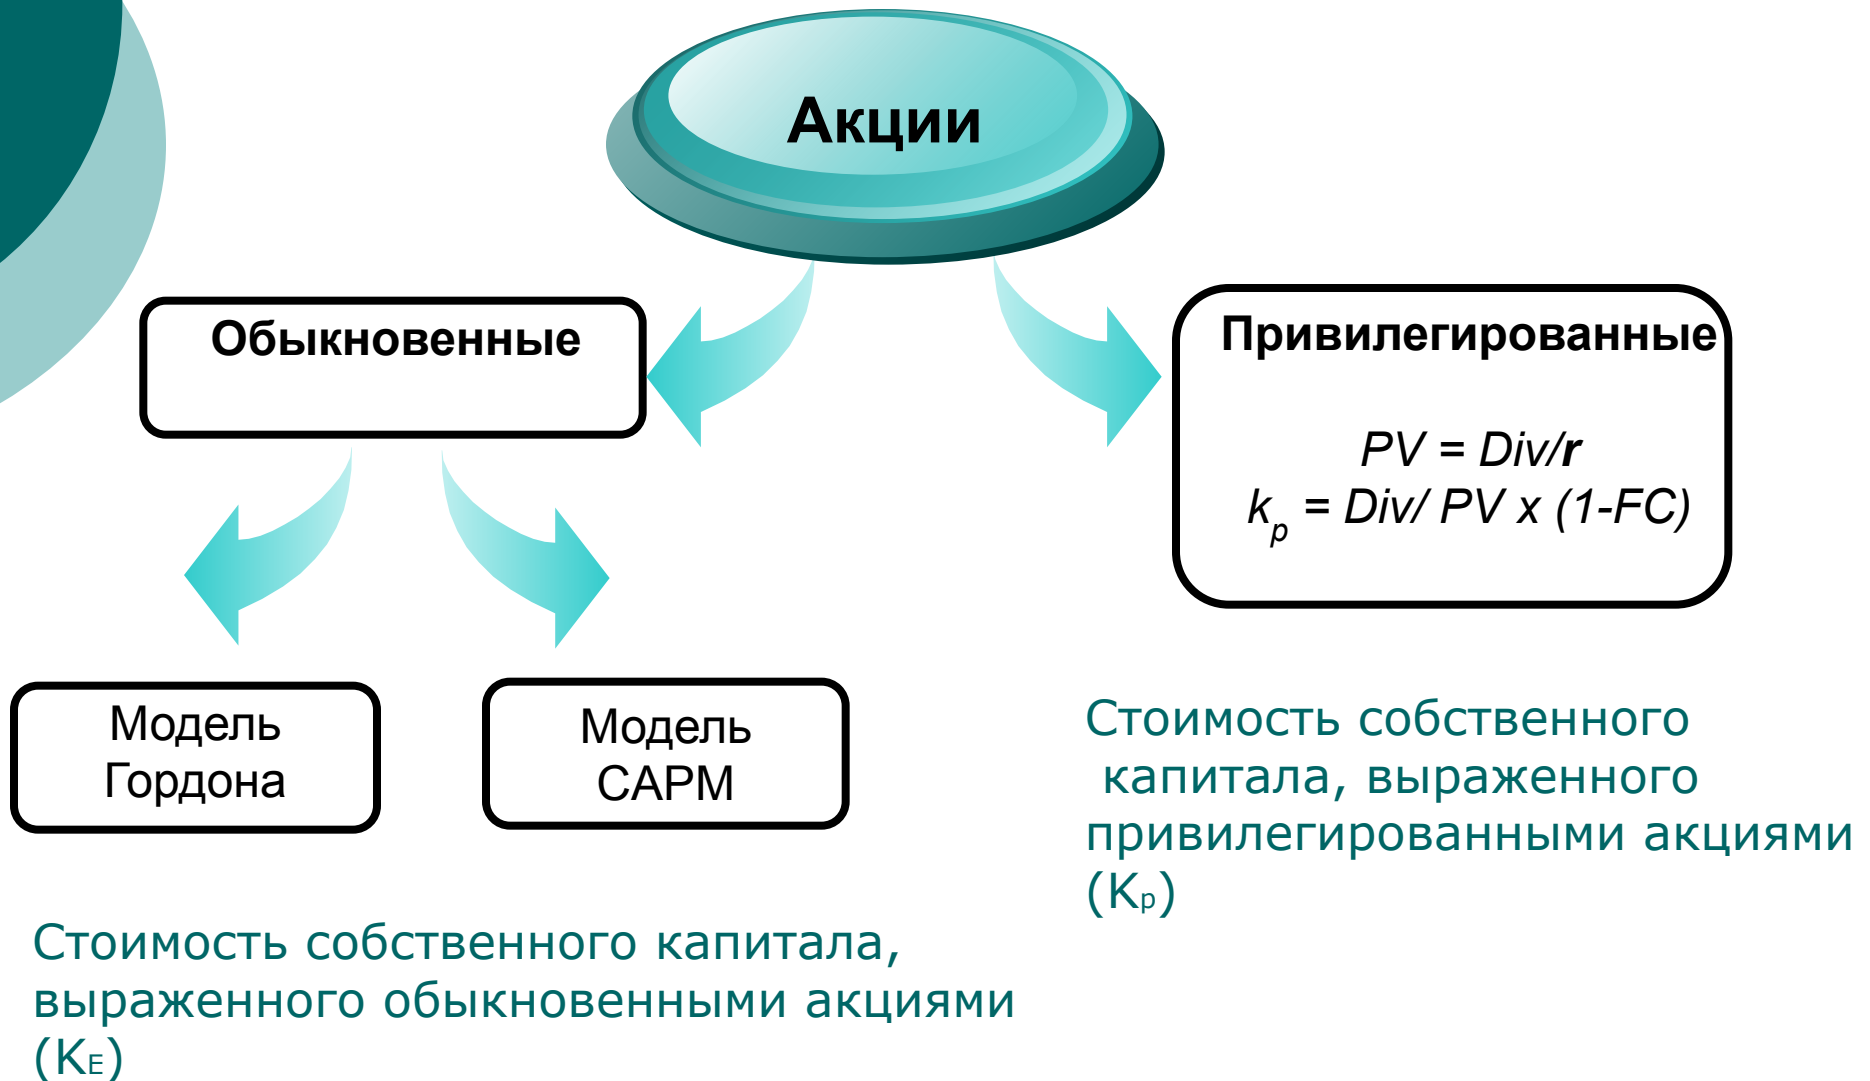 Акции
Обыкновенные
Привилегированные
PV = Div/r
kp = Div/ PV x (1-FC)
Модель
Гордона
Модель
CAPM
Стоимость собственного
капитала, выраженного
привилегированными акциями
(Kp)
Стоимость собственного капитала,
выраженного обыкновенными акциями
(KE)